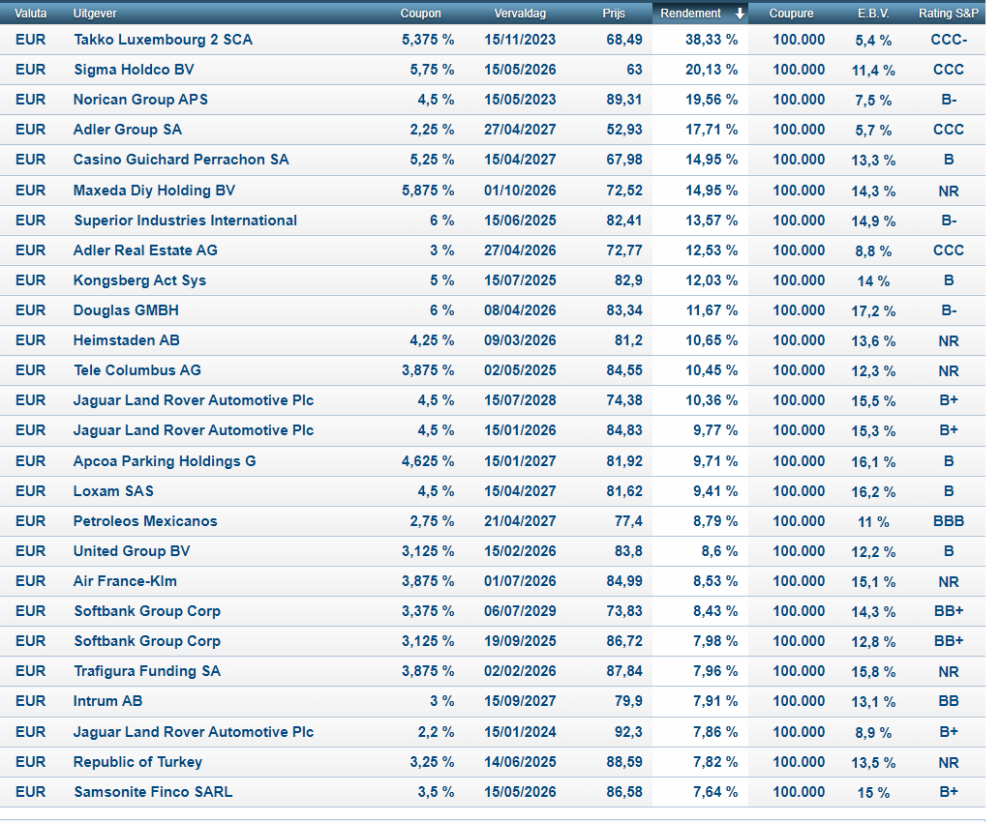 Valuta Uitgever Coupon Vervaldag Prijs Rendement Coupure E.B.V. Rating S&P
EUR Takko Luxembourg 2 SCA 5,375 % 15/11/2023 68,49 38,33 % 100.000 5,4 % CCC-
EUR Sigma Holdco BV 5,75 % 15/05/2026 63 20,13 % 100.000 11,4 % CCC
EUR Norican Group APS 4,5 % 15/05/2023 89,31 19,56 % 100.000 7,5 % B-
EUR Adler Group SA 2,25 % 27/04/2027 52,93 17,71 % 100.000 5,7 % CCC
EUR Casino Guichard Perrachon SA 5,25 % 15/04/2027 67,98 14,95 % 100.000 13,3 % B
EUR Maxeda Diy Holding BV 5,875 % 01/10/2026 72,52 14,95 % 100.000 14,3 % NR
EUR Superior Industries International 6 % 15/06/2025 82,41 13,57 % 100.000 14,9 % B-
EUR Adler Real Estate AG 3 % 27/04/2026 72,77 12,53 % 100.000 8,8 % CCC
EUR Kongsberg Act Sys 5 % 15/07/2025 82,9 12,03 % 100.000 14 % B
EUR Douglas GMBH 6 % 08/04/2026 83,34 11,67 % 100.000 17,2 % B-
EUR Heimstaden AB 4,25 % 09/03/2026 81,2 10,65 % 100.000 13,6 % NR
EUR Tele Columbus AG 3,875 % 02/05/2025 84,55 10,45 % 100.000 12,3 % NR
EUR Jaguar Land Rover Automotive Plc 4,5 % 15/07/2028 74,38 10,36 % 100.000 15,5 % B+
EUR Jaguar Land Rover Automotive Plc 4,5 % 15/01/2026 84,83 9,77 % 100.000 15,3 % B+
EUR Apcoa Parking Holdings G 4,625 % 15/01/2027 81,92 9,71 % 100.000 16,1 % B
EUR Loxam SAS 4,5 % 15/04/2027 81,62 9,41 % 100.000 16,2 % B
EUR Petroleos Mexicanos 2,75 % 21/04/2027 77,4 8,79 % 100.000 11 % BBB
EUR United Group BV 3,125 % 15/02/2026 83,8 8,6 % 100.000 12,2 % B
EUR Air France-Klm 3,875 % 01/07/2026 84,99 8,53 % 100.000 15,1 % NR
EUR Softbank Group Corp 3,375 % 06/07/2029 73,83 8,43 % 100.000 14,3 % BB+
EUR Softbank Group Corp 3,125 % 19/09/2025 86,72 7,98 % 100.000 12,8 % BB+
EUR Trafigura Funding SA 3,875 % 02/02/2026 87,84 7,96 % 100.000 15,8 % NR
EUR Intrum AB 3 % 15/09/2027 79,9 7,91 % 100.000 13,1 % BB
EUR Jaguar Land Rover Automotive Plc 2,2 % 15/01/2024 92,3 7,86 % 100.000 8,9 % B+
EUR Republic of Turkey 3,25 % 14/06/2025 88,59 7,82 % 100.000 13,5 % NR
EUR Samsonite Finco SARL 3,5 % 15/05/2026 86,58 7,64 % 100.000 15 % B+